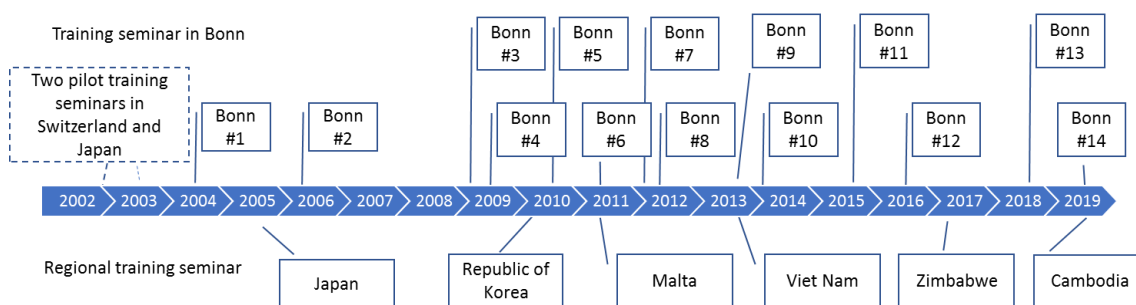 Training seminar in Bonn
Two pilot training
seminars in
Switzerland and
Japan
Bonn
#1
Bonn
#2
Bonn
#3
Bonn
#4
Bonn
#5
Bonn
#6
Bonn
#7
Bonn
#8
Bonn
#9
Bonn
#10
Bonn
#11
Bonn
#12
Bonn
#13
Bonn
#14
2002 2003 2004 2005 2006 2007 2008 2009 2010 2011 2012 2013 2014 2015 2016 2017 2018 2019
Regional training seminar
Japan
Republic of
Korea
Malta
Viet Nam
Zimbabwe
Cambodia